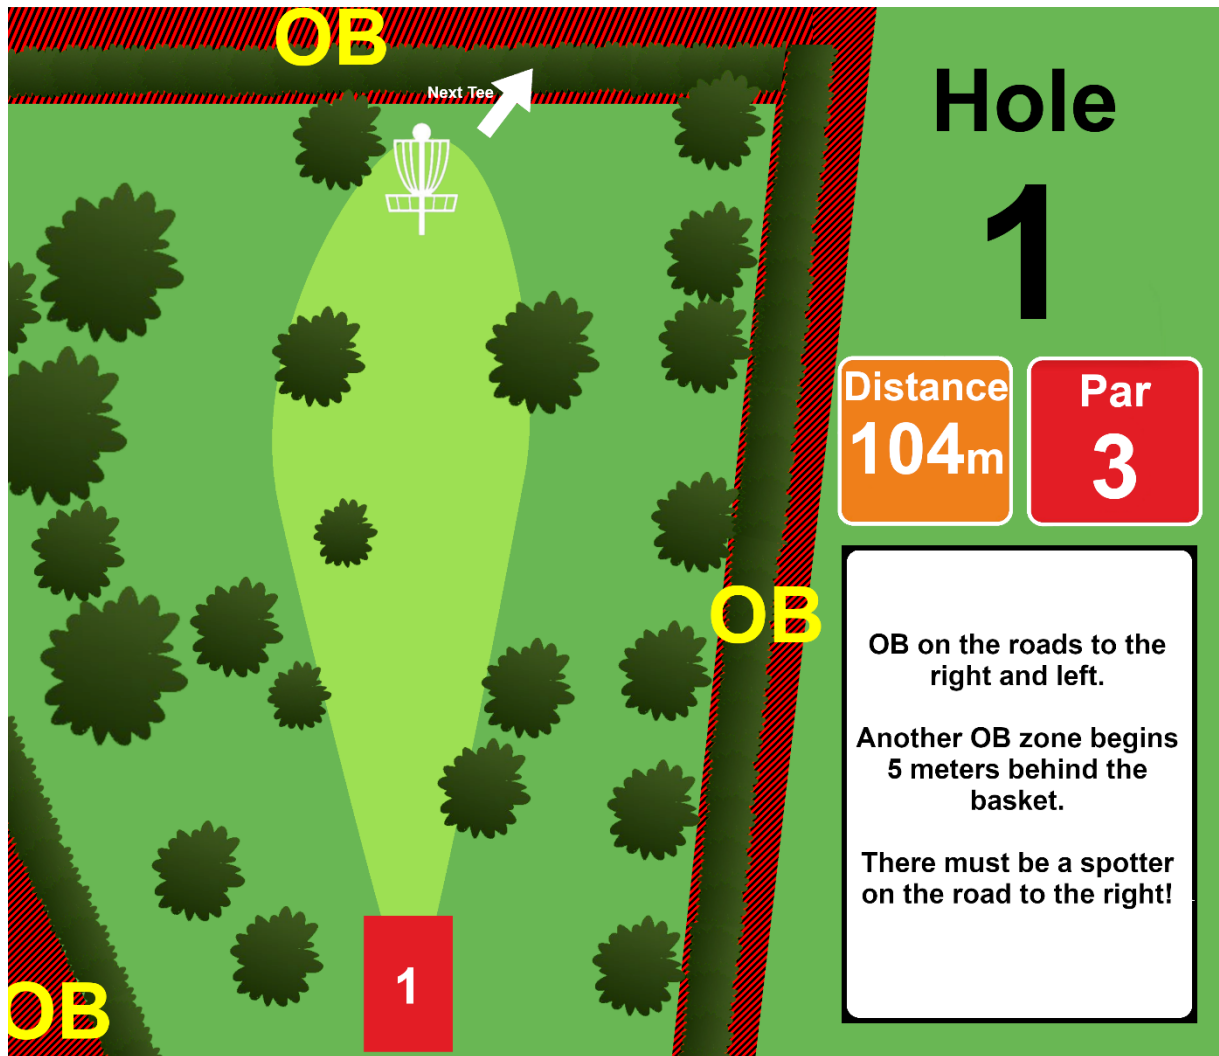 OB
Next Tee
Hole
1
Distance
104m
Par
3
OB
OB on the roads to the
right and left.
Another OB zone begins
5 meters behind the
basket.
There must be a spotter
on the road to the right!
1
OB